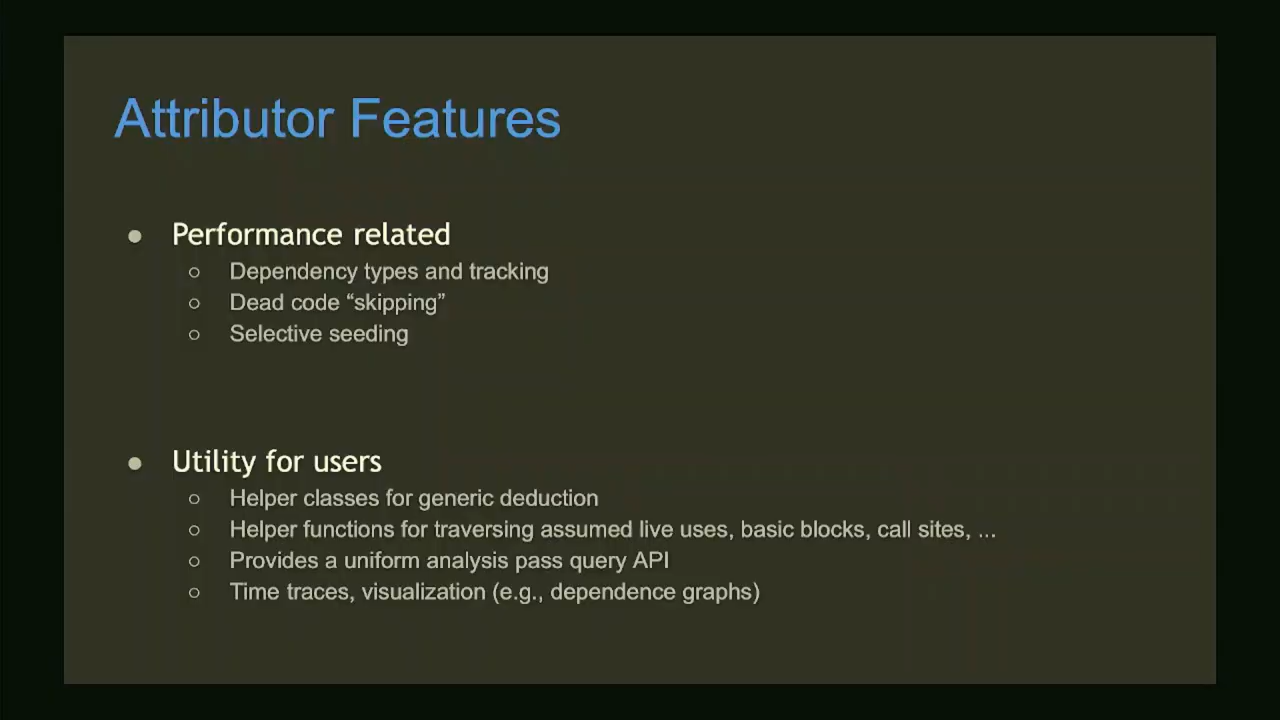 Attributor Features
● Performance related
○ Dependency types and tracking
○ Dead code “skipping”
○ Selective seeding
● Utility for users
○ Helper classes for generic deduction
○ Helper functions for traversing assumed live uses, basic blocks, call sites, ...
○ Provides a uniform analysis pass query API
○ Time traces, visualization (e.g., dependence graphs)